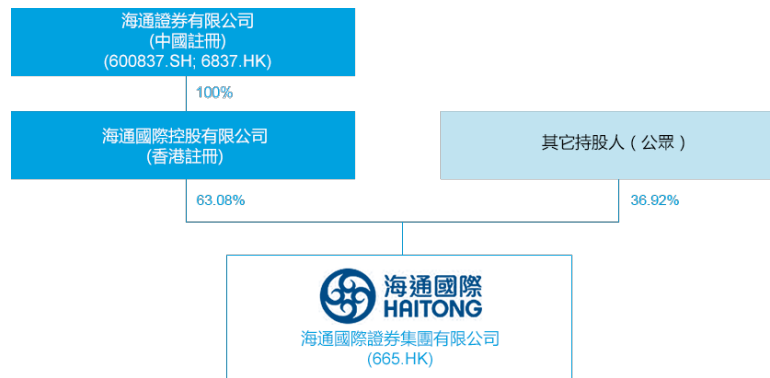 海通證券有限公司
(中國註冊)
(600837.SH; 6837.HK)
100%
海通國際控股有限公司
(香港註冊)
其它持股人（公眾）
63.08%
36.92%
海通國際
HAITONG
海通國際證券集團有限公司
(665.HK)